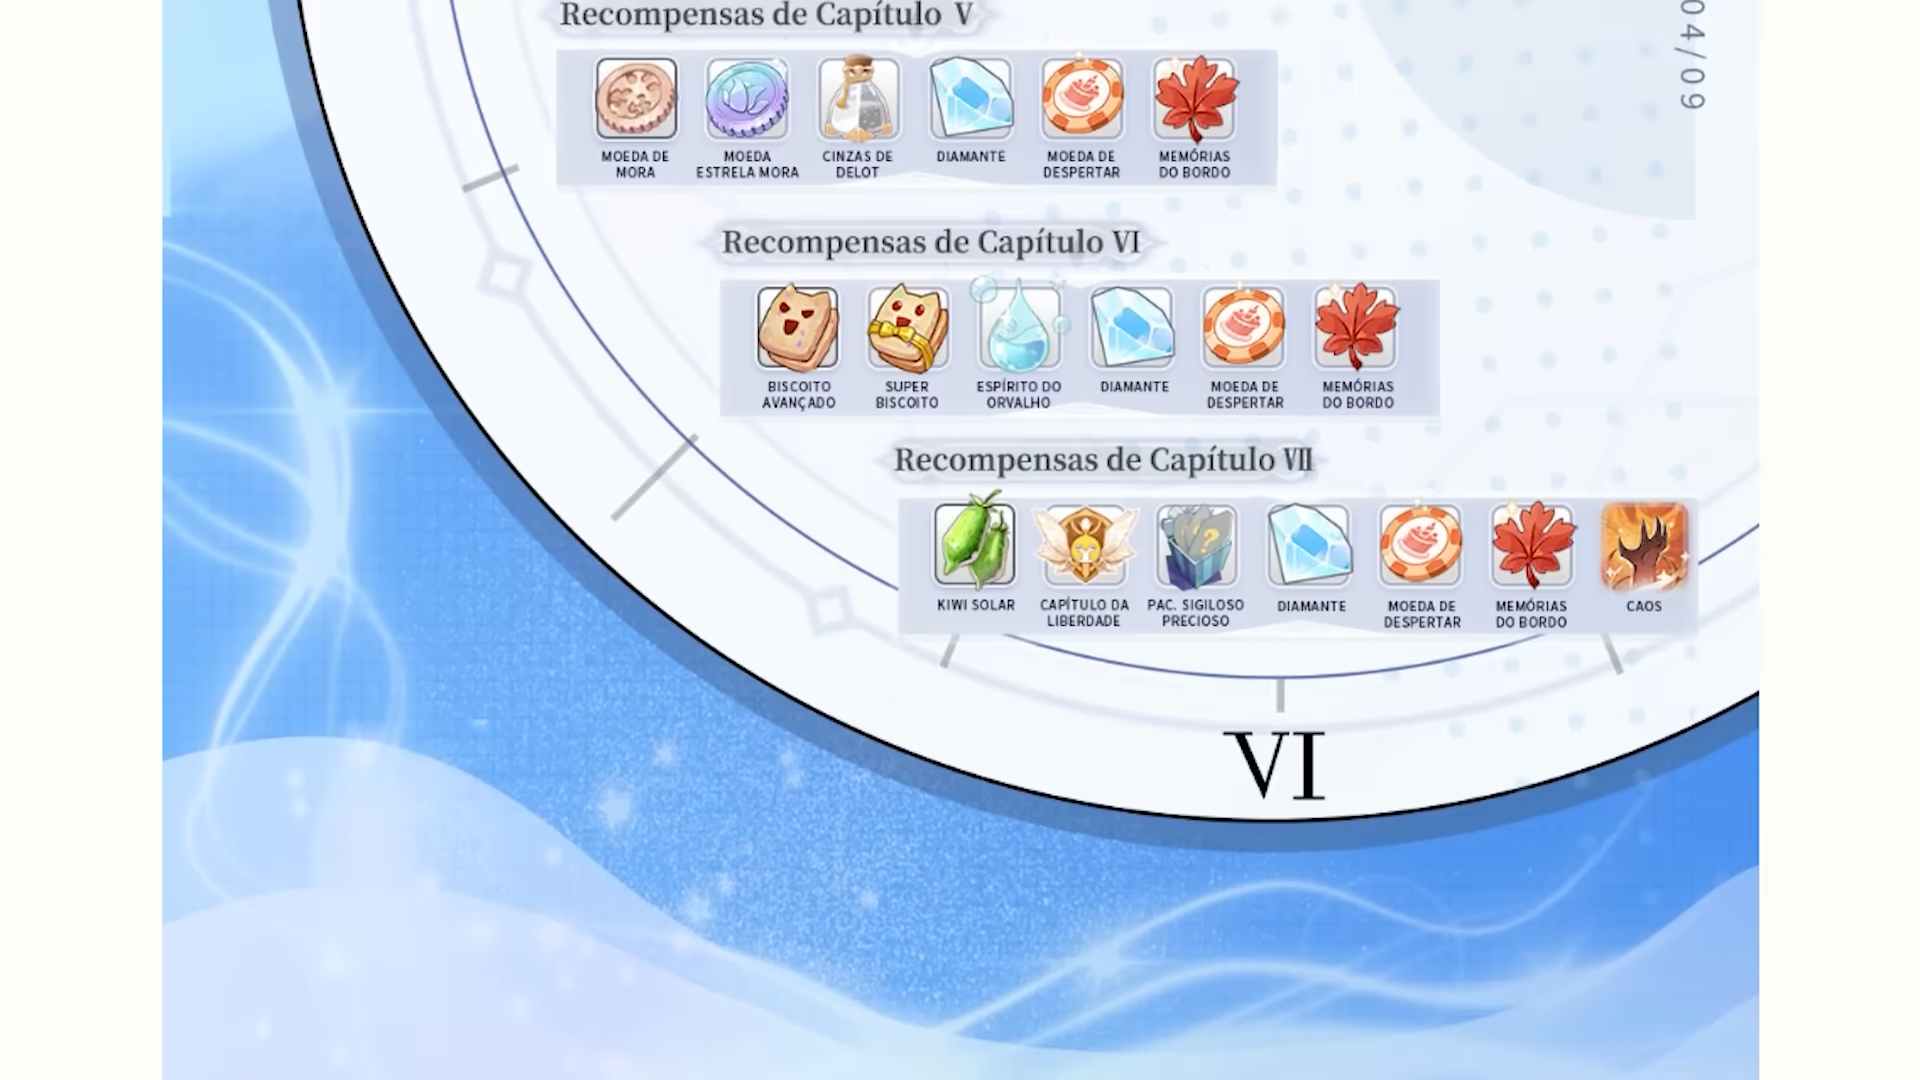 Recompensas de Capítulo V
04/09
MOEDA DE MORA
MOEDA ESTRELA MORA
CINZAS DE DELOT
DIAMANTE
MOEDA DE DESPERTAR
MEMÓRIAS DO BORDO
Recompensas de Capítulo VI
BISCOITO AVANÇADO
SUPER BISCOITO
ESPÍRITO DO ORVALHO
DIAMANTE
MOEDA DE DESPERTAR
MEMÓRIAS DO BORDO
Recompensas de Capítulo VII
KIWI SOLAR
CAPÍTULO DA LIBERDADE
PAC. SIGILOSO PRECIOSO
DIAMANTE
MOEDA DE DESPERTAR
MEMÓRIAS DO BORDO
CAOS
VI